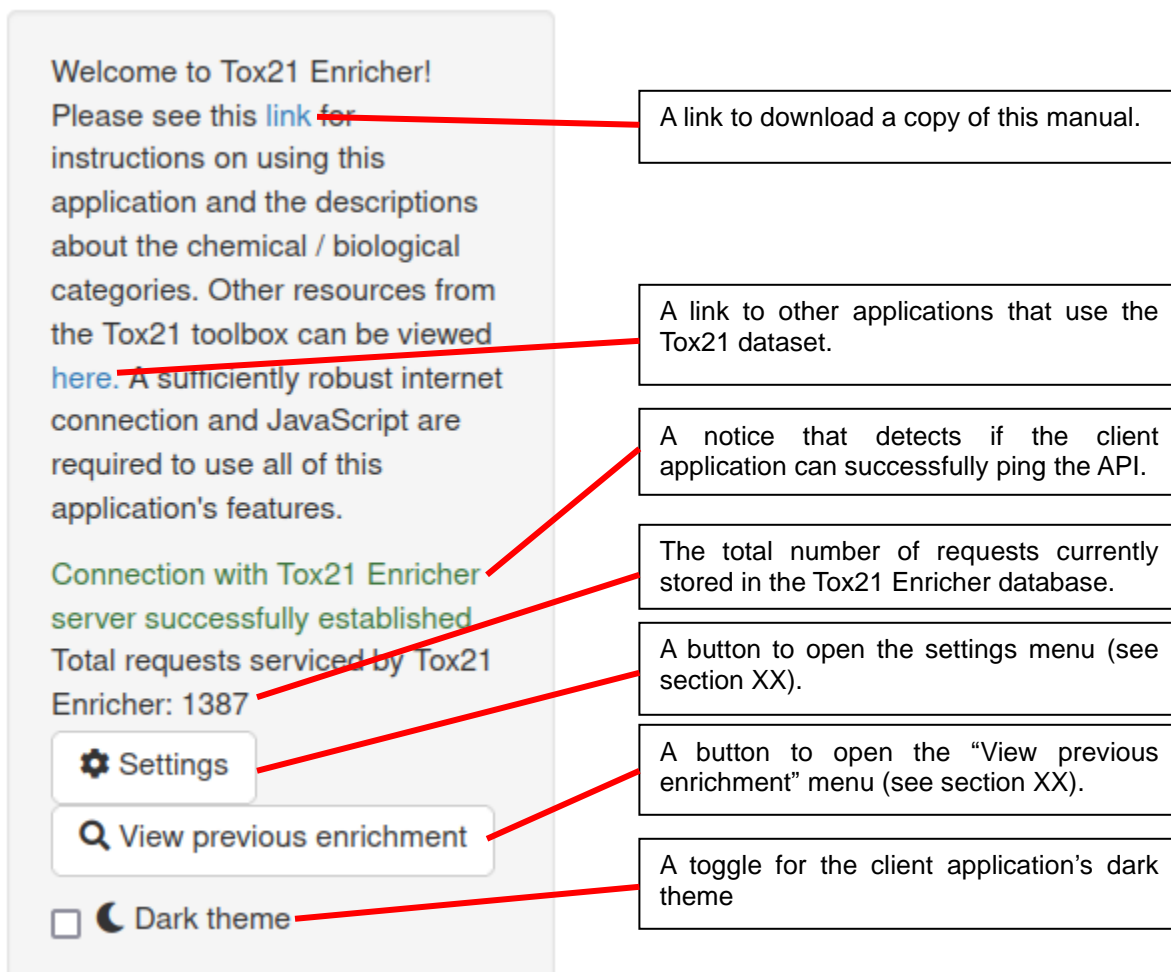 Welcome to Tox21 Enricher!
Please see this link for
instructions on using this
application and the descriptions
about the chemical / biological
categories. Other resources from
the Tox21 toolbox can be viewed
here. A sufficiently robust internet
connection and JavaScript are
required to use all of this
application's features.
Connection with Tox21 Enricher
server successfully established
Total requests serviced by Tox21
Enricher: 1387
Settings
View previous enrichment
Dark theme
A link to download a copy of this manual.
A link to other applications that use the
Tox21 dataset.
A notice that detects if the client
application can successfully ping the API.
The total number of requests currently
stored in the Tox21 Enricher database.
A button to open the settings menu (see
section XX).
A button to open the “View previous
enrichment” menu (see section XX).
A toggle for the client application’s dark
theme